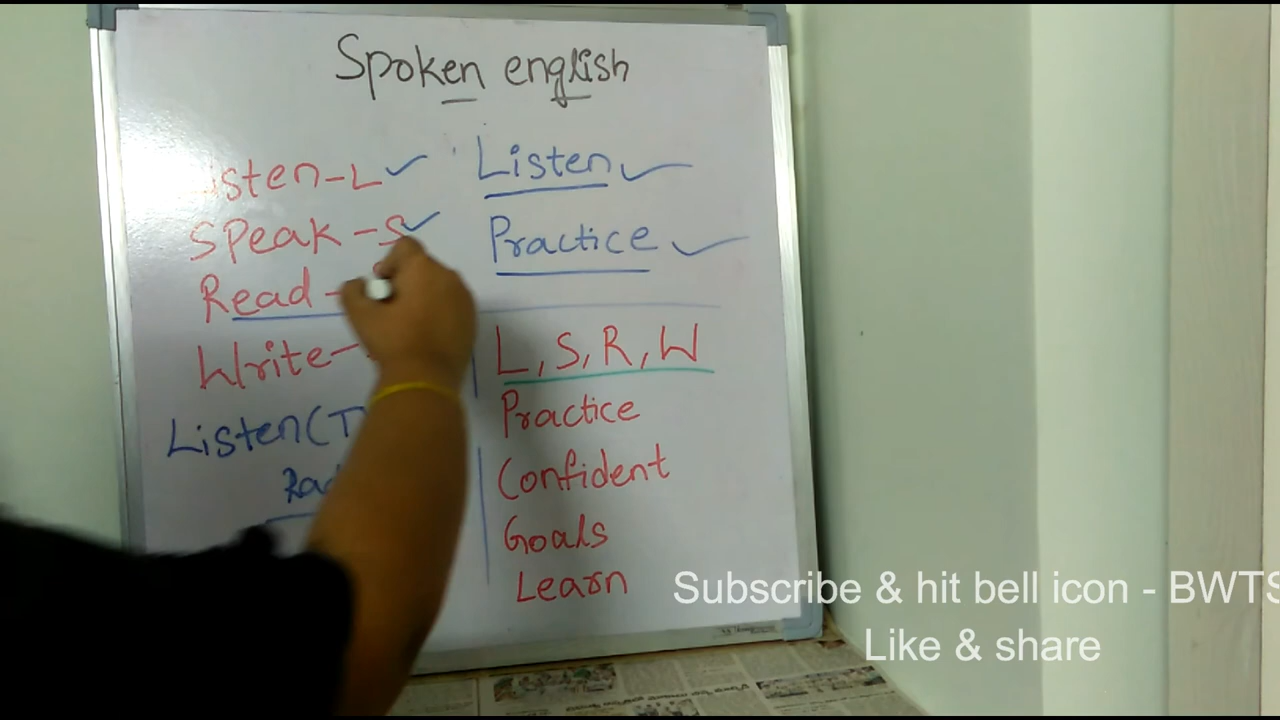 Spoken english
Listen-L ✓
Speak-S ✓
Read-
Write-
Listen(T
Listen ✓
Practice ✓
L, S, R, W
Practice
Confident
Goals
Learn
Subscribe & hit bell icon - BWTS
Like & share